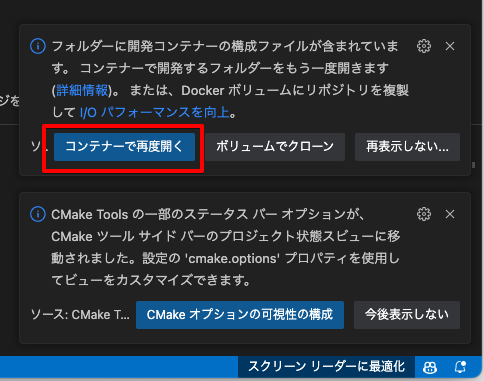 フォルダーに開発コンテナーの構成ファイルが含まれていま
す。 コンテナーで開発するフォルダーをもう一度開きます
(詳細情報)。 または、Docker ボリュームにリポジトリを複製
して I/O パフォーマンスを向上。
ジを
ソ...
コンテナーで再度開く
ボリュームでクローン
再表示しない...
CMake Tools の一部のステータス バー オプションが、
CMake ツール サイド バーのプロジェクト状態スビューに移
動されました。設定の 'cmake.options' プロパティを使用し
てビューをカスタマイズできます。
ソース: CMake T...
CMake オプションの可視性の構成
今後表示しない
スクリーン リーダーに最適化